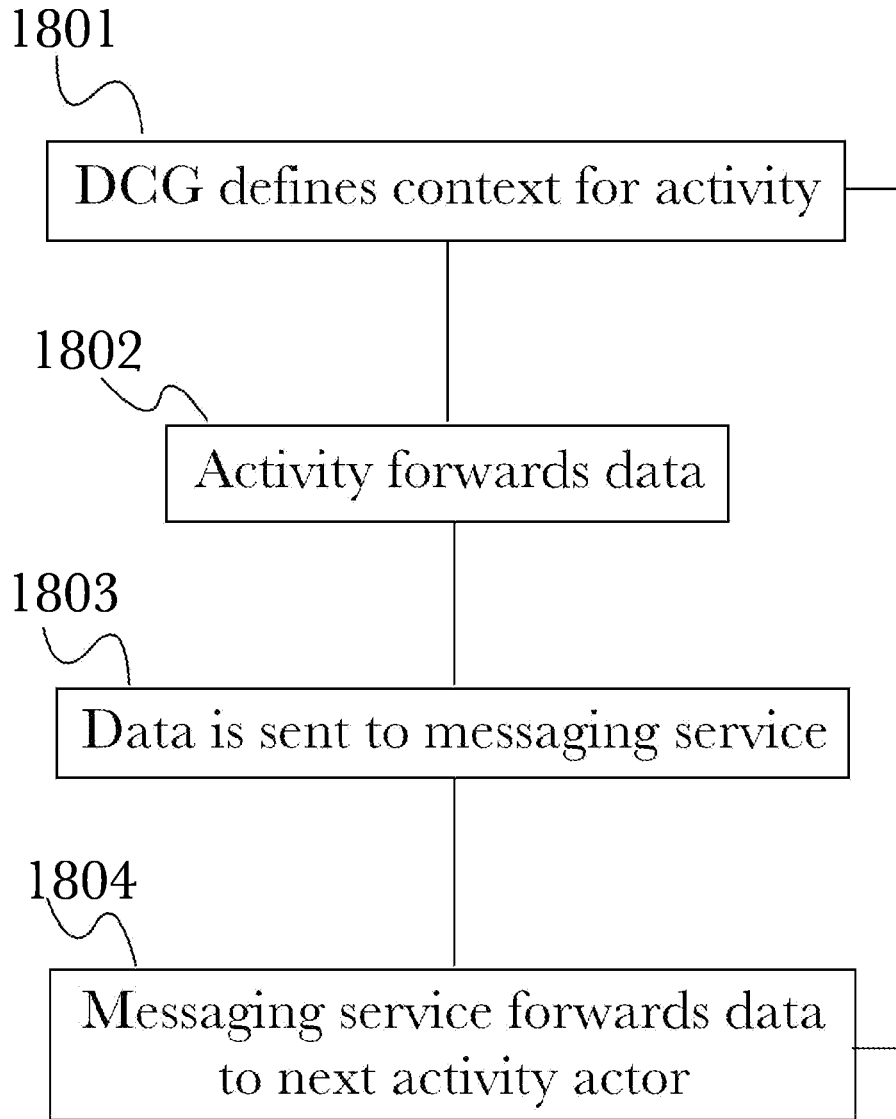 1801
DCG defines context for activity
1802
Activity forwards data
1803
Data is sent to messaging service
1804
Messaging service forwards data
to next activity actor